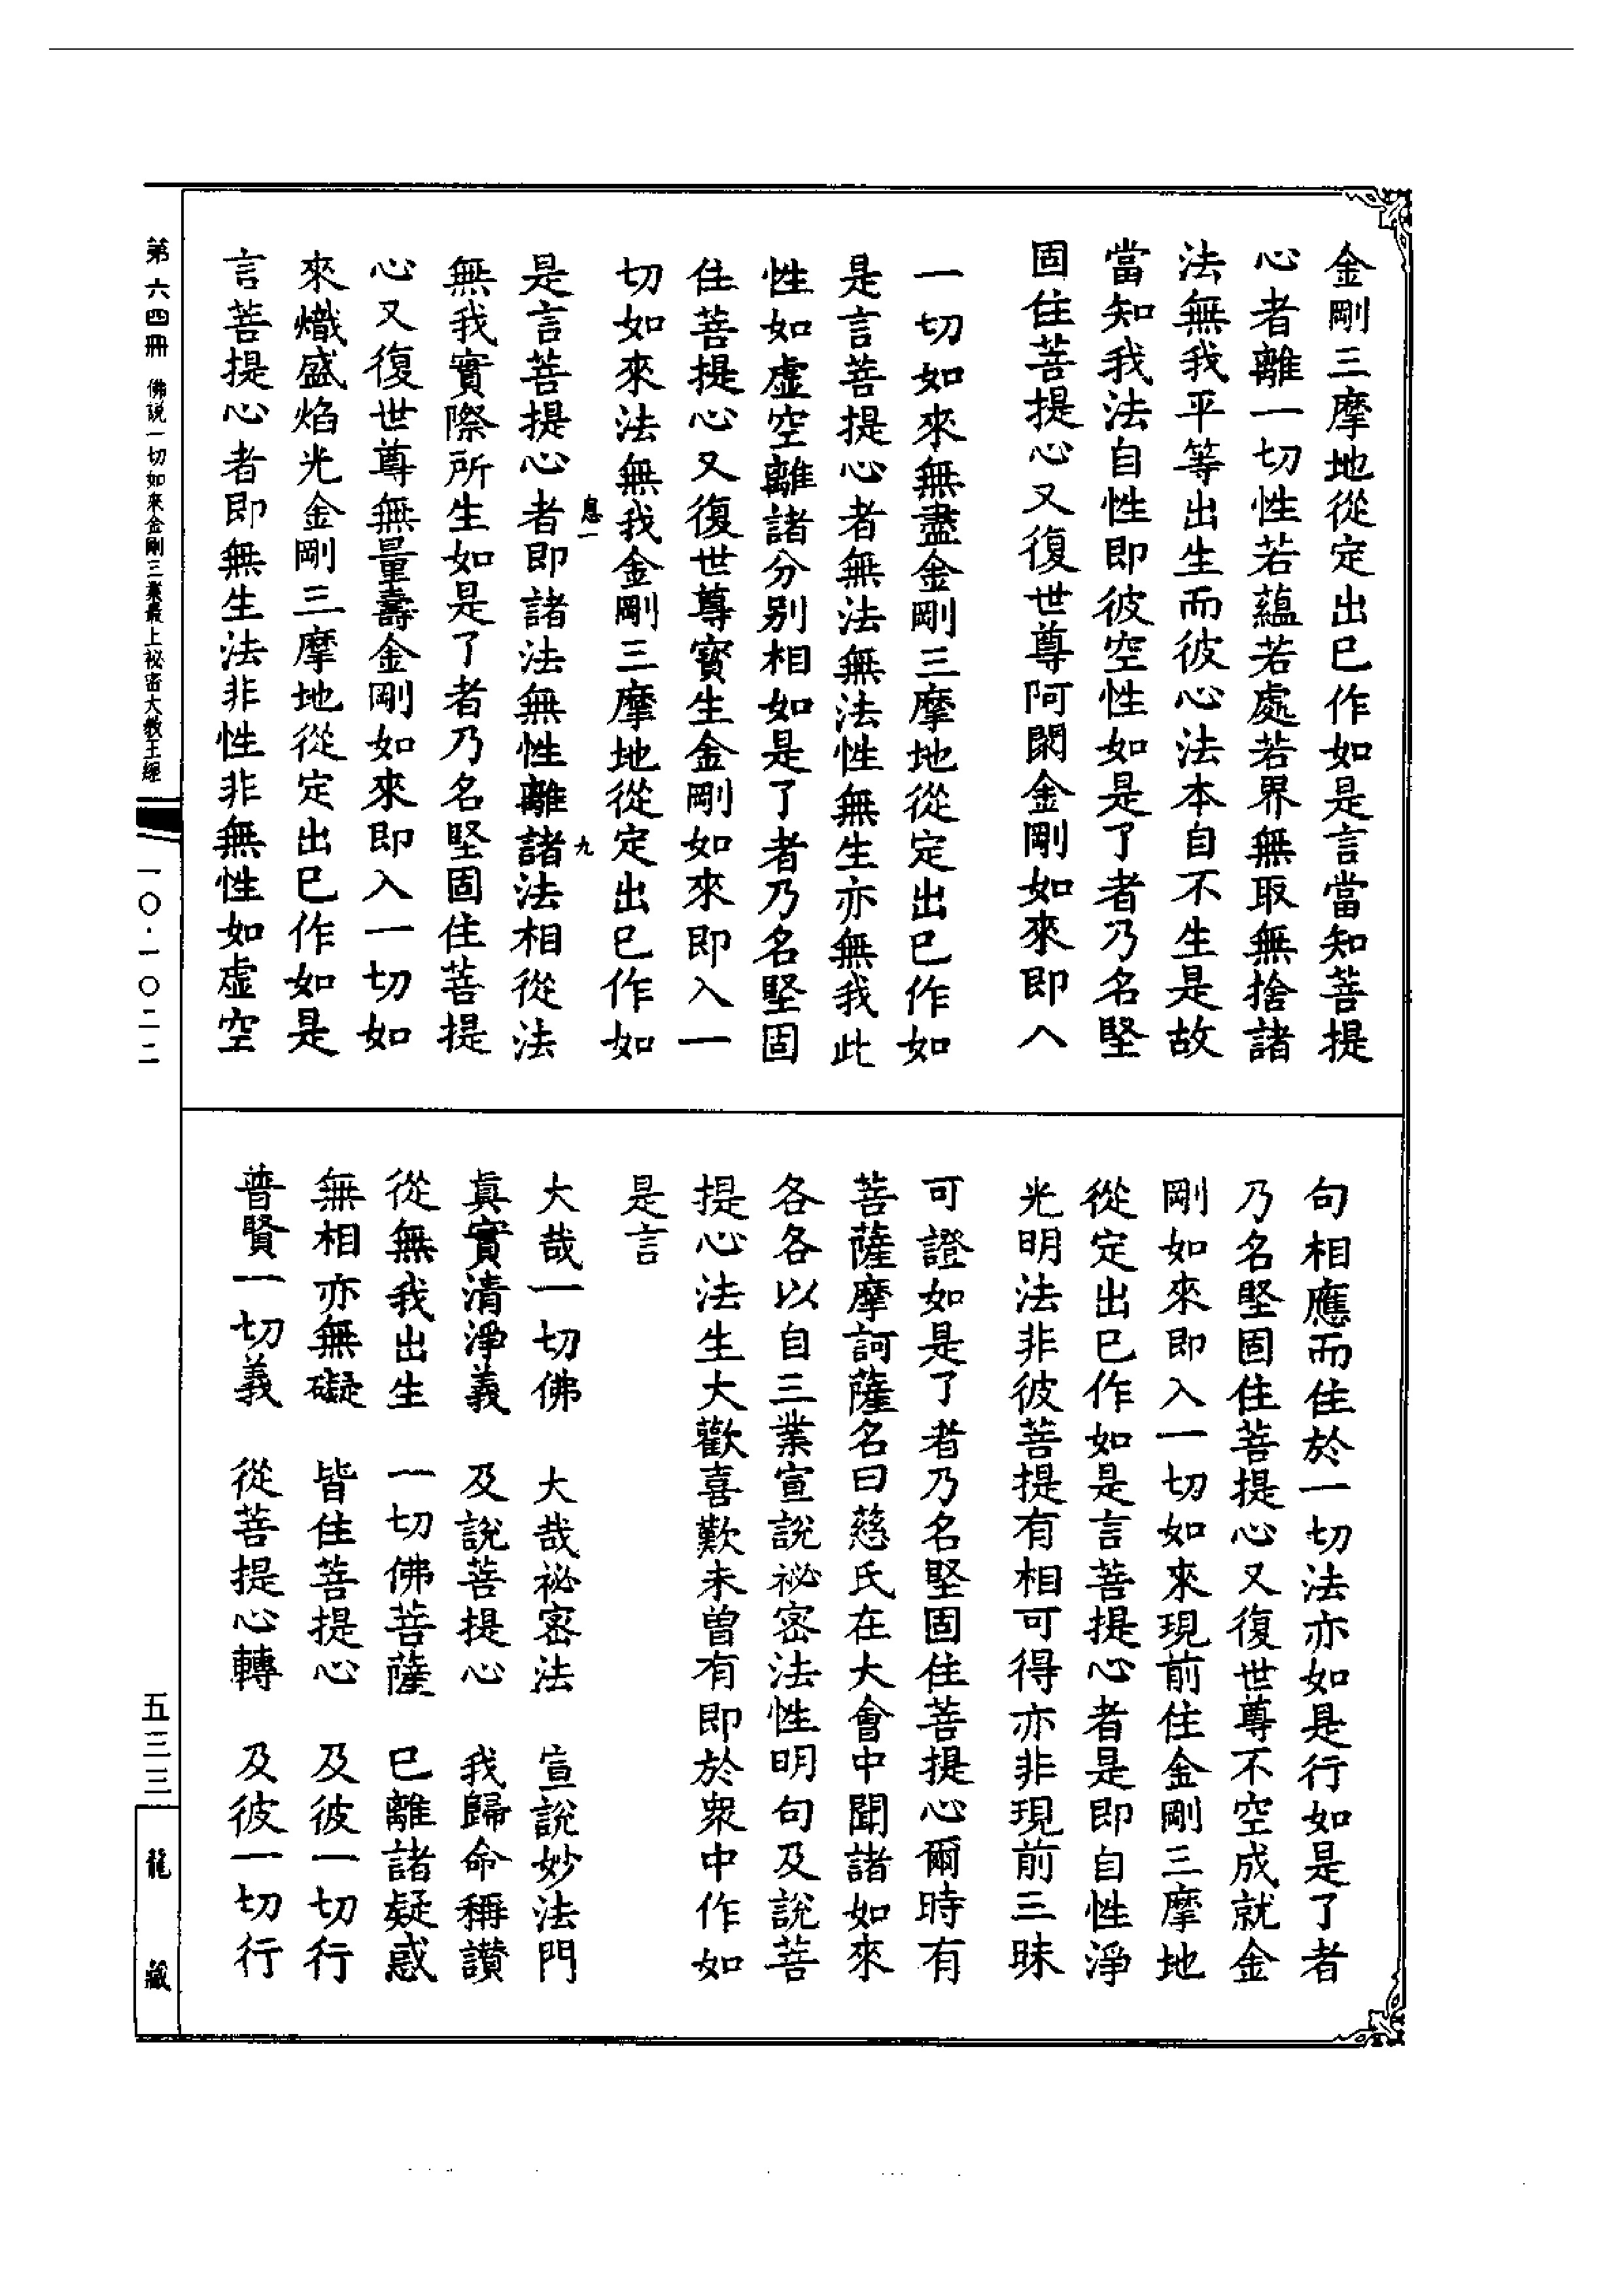 金剛三摩地從定出已作如是言當知菩提
心者離一切性若蘊若處若界無取無捨諸
法無我平等出生而彼心法本自不生是故
當知我法自性即彼空性如是了者乃名堅
固住菩提心又復世尊阿閦金剛如來即入
一切如來無盡金剛三摩地從定出已作如
是言菩提心者無法無法性無生亦無我此
性如虛空離諸分別相如是了者乃名堅固
住菩提心又復世尊寶生金剛如來即入一
切如來法無我金剛三摩地從定出已作如
息一 九
是言菩提心者即諸法無性離諸法相從法
無我實際所生如是了者乃名堅固住菩提
心又復世尊無量壽金剛如來即入一切如
來熾盛焰光金剛三摩地從定出已作如是
言菩提心者即無生法非性非無性如虛空
句相應而住於一切法亦如是行如是了者
乃名堅固住菩提心又復世尊不空成就金
剛如來即入一切如來現前住金剛三摩地
從定出已作如是言菩提心者是即自性淨
光明法非彼菩提有相可得亦非現前三昧
可證如是了者乃名堅固住菩提心爾時有
菩薩摩訶薩名曰慈氏在大會中聞諸如來
各各以自三業宣說祕密法性明句及說菩
提心法生大歡喜歎未曾有即於衆中作如
是言
大哉一切佛 大哉祕密法 宣說妙法門
眞實清淨義 及說菩提心 我歸命稱讚
從無我出生 一切佛菩薩 已離諸疑惑
無相亦無礙 皆住菩提心 及彼一切行
普賢一切義 從菩提心轉 及彼一切行
第六四冊 佛説一切如來金剛三業最上祕密大教王經 一〇·一〇二二
五三三
龍藏